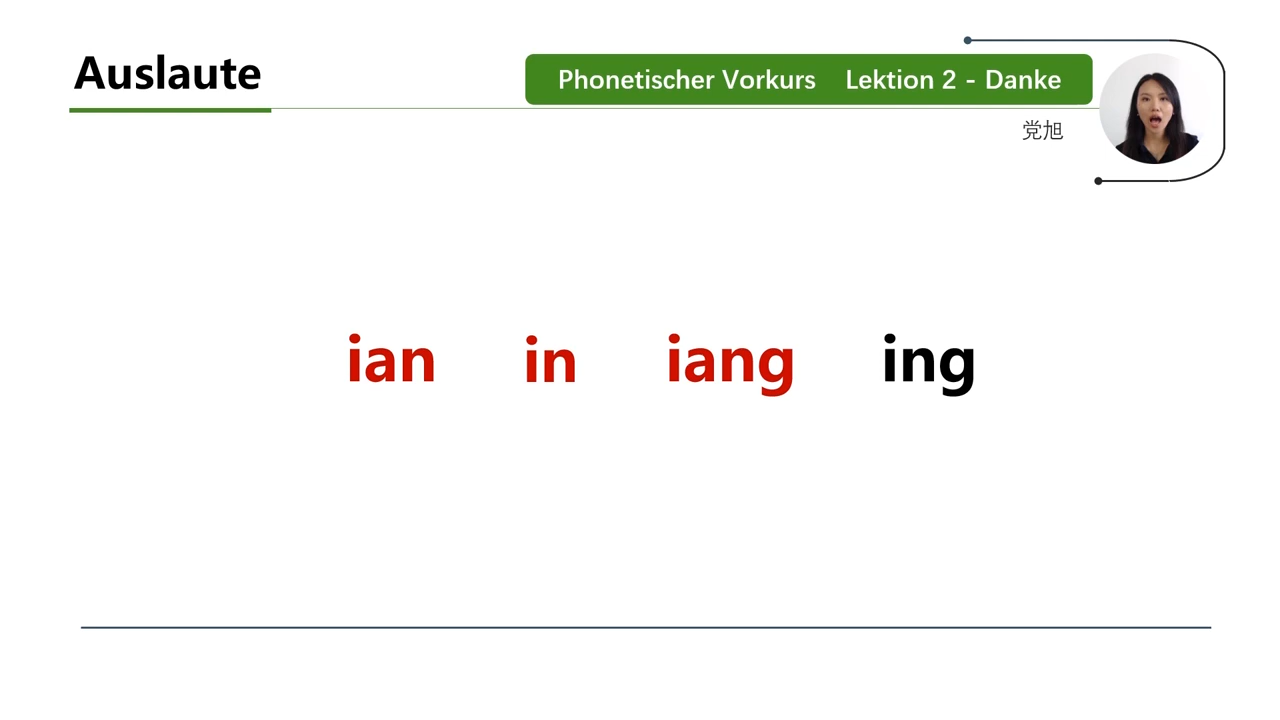 Auslaute
Phonetischer Vorkurs Lektion 2 - Danke
党旭
ian in iang ing